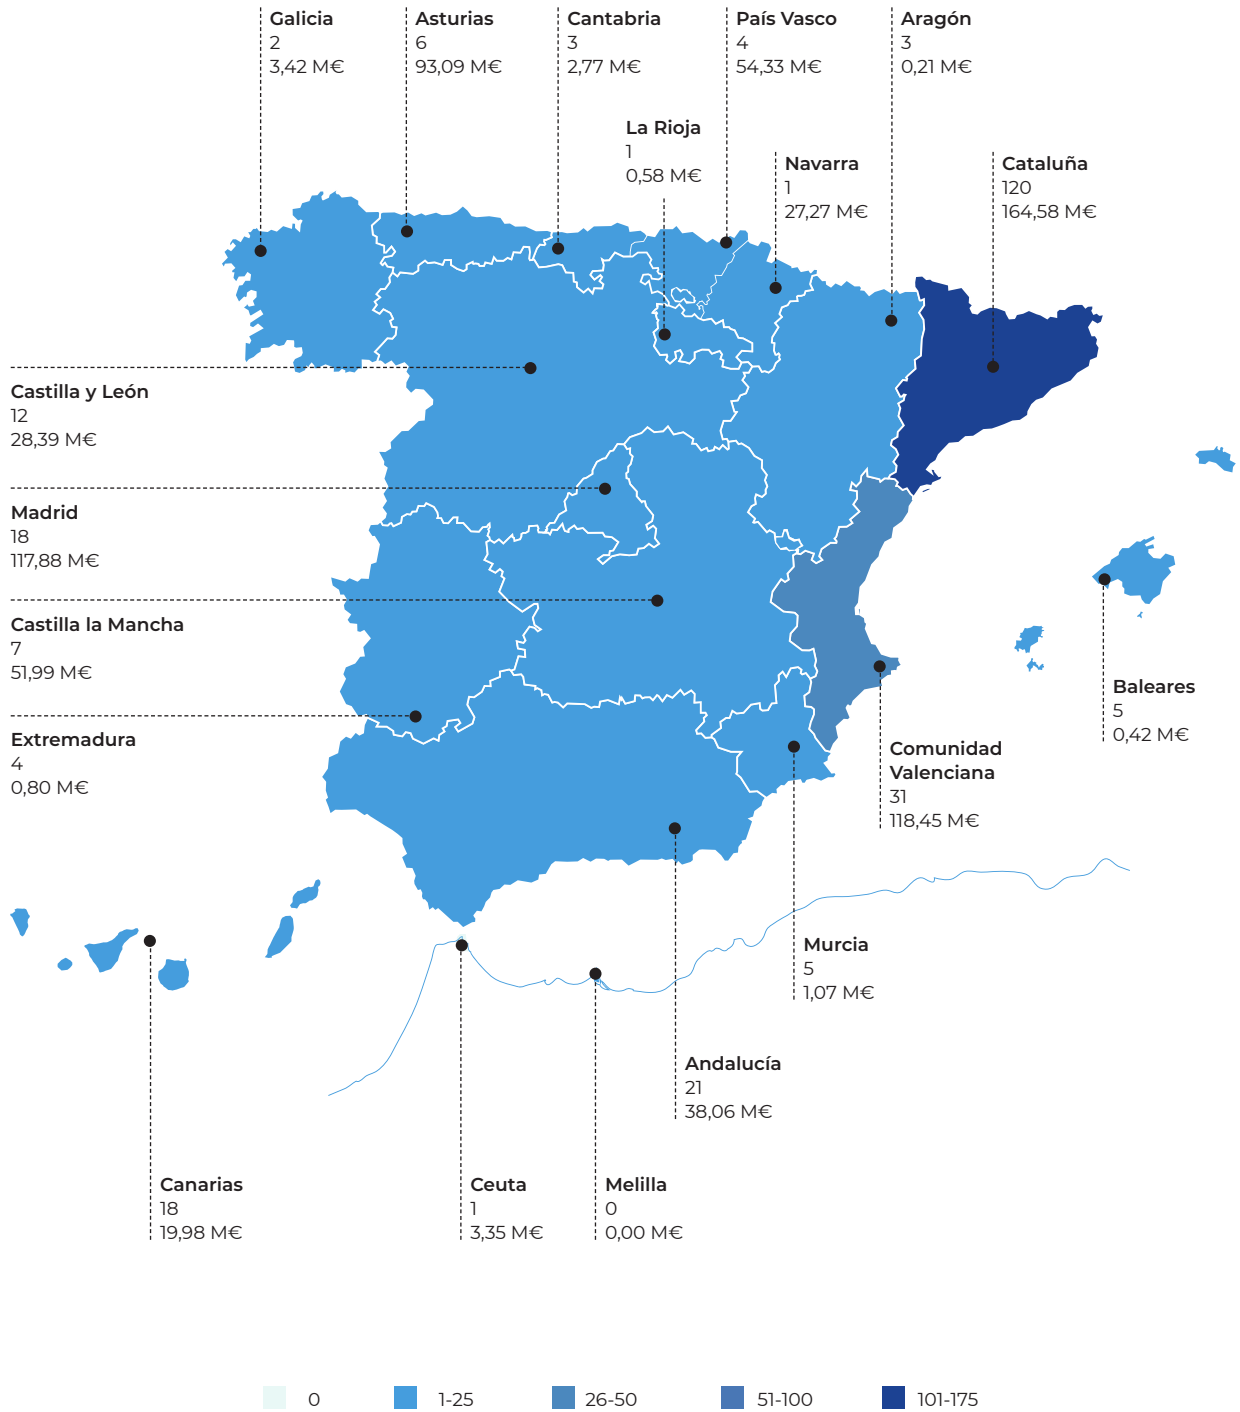 Galicia
2
3,42 M€
Asturias
6
93,09 M€
Cantabria
3
2,77 M€
País Vasco
4
54,33 M€
Aragón
3
0,21 M€
La Rioja
1
0,58 M€
Navarra
1
27,27 M€
Cataluña
120
164,58 M€
Castilla y León
12
28,39 M€
Madrid
18
117,88 M€
Castilla la Mancha
7
51,99 M€
Extremadura
4
0,80 M€
Baleares
5
0,42 M€
Comunidad
Valenciana
31
118,45 M€
Murcia
5
1,07 M€
Andalucía
21
38,06 M€
Canarias
18
19,98 M€
Ceuta
1
3,35 M€
Melilla
0
0,00 M€
0
1-25
26-50
51-100
101-175